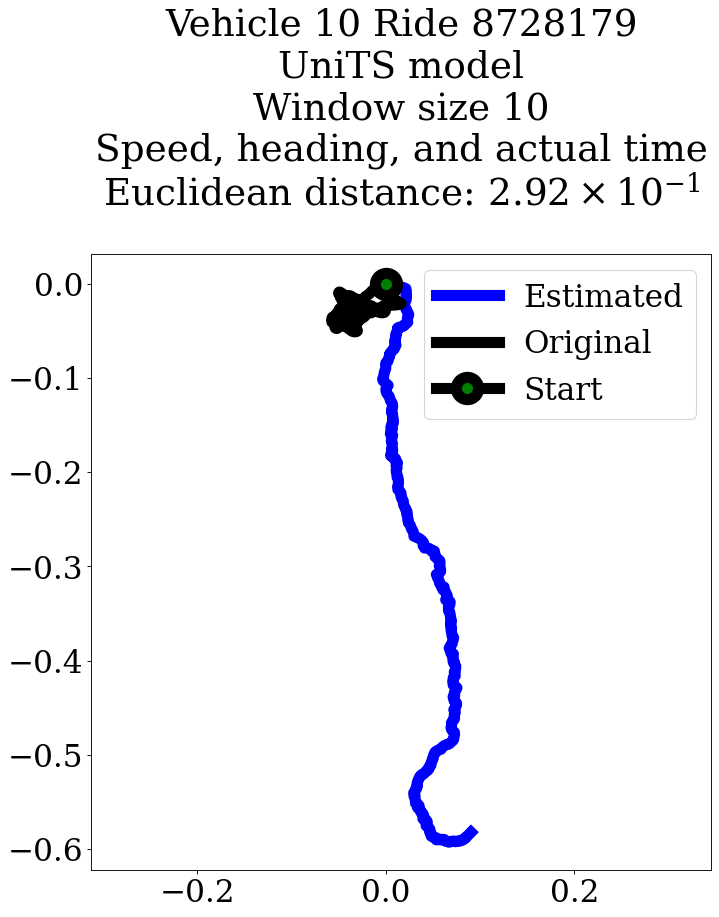 Vehicle 10 Ride 8728179
UniTS model
Window size 10
Speed, heading, and actual time
Euclidean distance: 2.92 × 10⁻¹
Estimated
Original
Start
0.0
−0.1
−0.2
−0.3
−0.4
−0.5
−0.6
−0.2 0.0 0.2